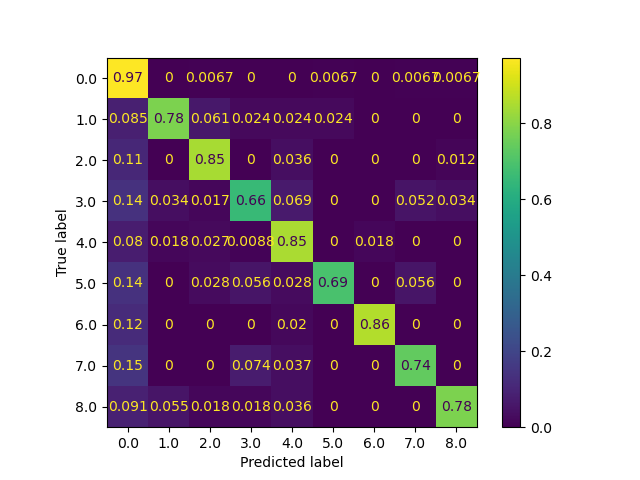 0.0 0.97 0 0.0067 0 0 0.0067 0 0.0067 0.0067
1.0 0.085 0.78 0.061 0.024 0.024 0.024 0 0 0
0.8
2.0 0.11 0 0.85 0 0.036 0 0 0 0.012
3.0 0.14 0.034 0.017 0.66 0.069 0 0 0.052 0.034
0.6
True label
4.0 0.08 0.018 0.027 0.0088 0.85 0 0.018 0 0
0.4
5.0 0.14 0 0.028 0.056 0.028 0.69 0 0.056 0
6.0 0.12 0 0 0 0.02 0 0.86 0 0
0.2
7.0 0.15 0 0 0.074 0.037 0 0 0.74 0
8.0 0.091 0.055 0.018 0.018 0.036 0 0 0 0.78
0.0
0.0 1.0 2.0 3.0 4.0 5.0 6.0 7.0 8.0
Predicted label